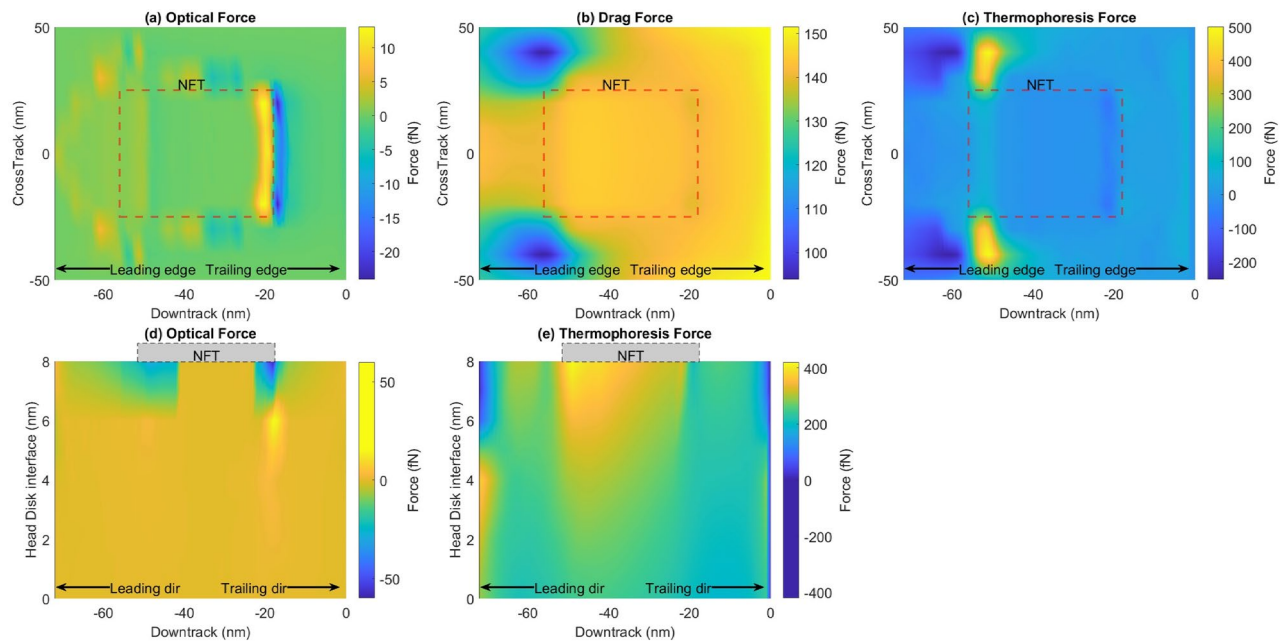 (a) Optical Force
50
0
-50
CrossTrack (nm)
NFT
Leading edge Trailing edge
-60 -40 -20 0
Downtrack (nm)
10
5
0
-5
-10
-15
-20
Force (fN)
(b) Drag Force
50
0
-50
CrossTrack (nm)
NFT
Leading edge Trailing edge
-60 -40 -20 0
Downtrack (nm)
150
140
130
120
110
100
Force (fN)
(c) Thermophoresis Force
50
0
-50
CrossTrack (nm)
NFT
Leading edge Trailing edge
-60 -40 -20 0
Downtrack (nm)
500
400
300
200
100
0
-100
-200
Force (fN)
(d) Optical Force
NFT
8
6
4
2
0
Head Disk interface (nm)
Leading dir Trailing dir
-60 -40 -20 0
Downtrack (nm)
50
0
-50
Force (fN)
(e) Thermophoresis Force
NFT
8
6
4
2
0
Head Disk interface (nm)
Leading dir Trailing dir
-60 -40 -20 0
Downtrack (nm)
400
200
0
-200
-400
Force (fN)